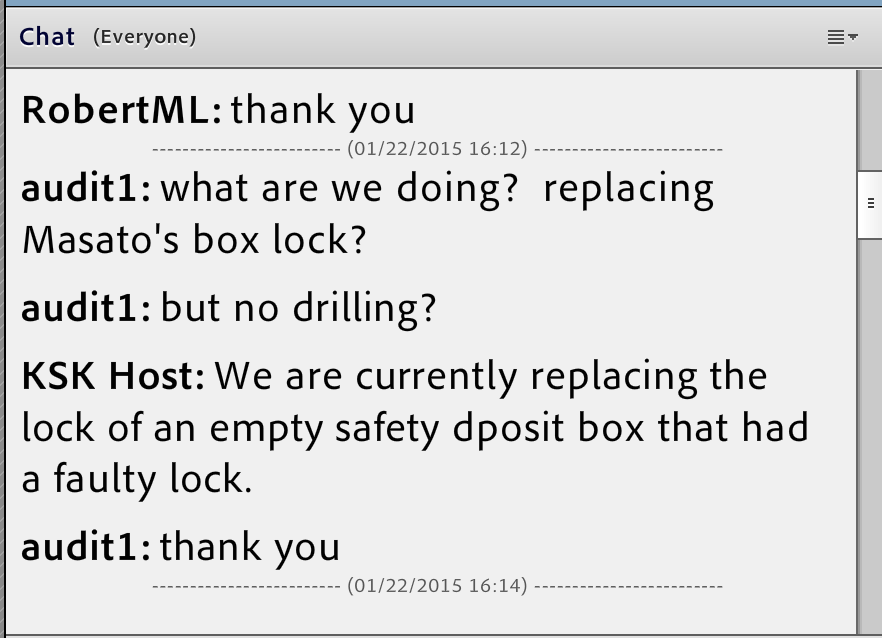 Chat (Everyone)
RobertML: thank you
------------------------- (01/22/2015 16:12) -------------------------
audit1: what are we doing?  replacing
Masato's box lock?
audit1: but no drilling?
KSK Host: We are currently replacing the
lock of an empty safety dposit box that had
a faulty lock.
audit1: thank you
------------------------- (01/22/2015 16:14) -------------------------